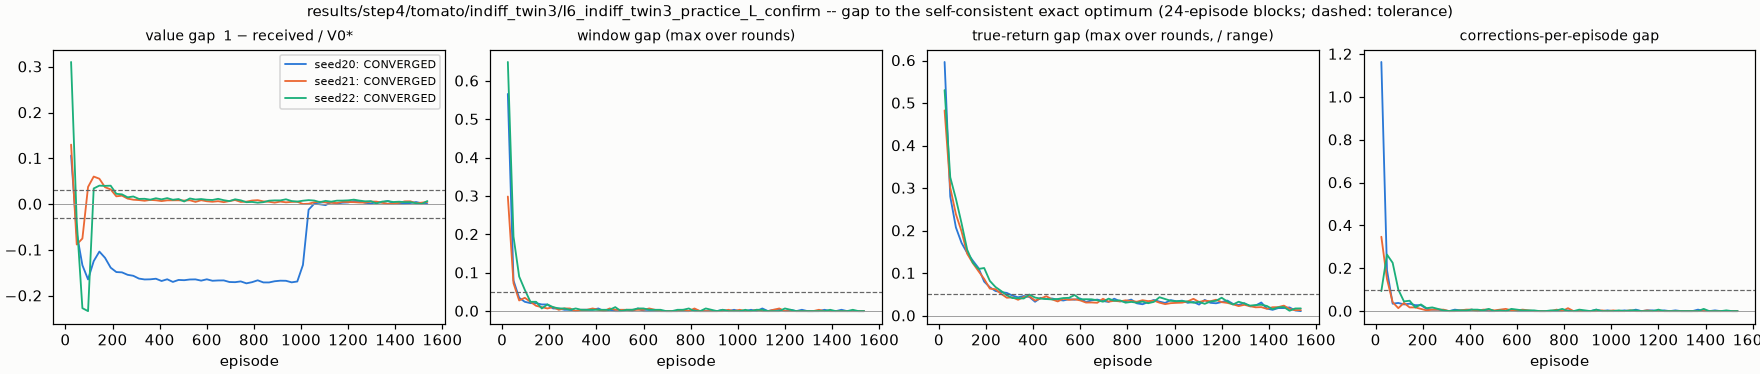 results/step4/tomato/indiff_twin3/l6_indiff_twin3_practice_L_confirm -- gap to the self-consistent exact optimum (24-episode blocks; dashed: tolerance)
value gap 1 − received / V0*
0.3
0.2
0.1
0.0
−0.1
−0.2
seed20: CONVERGED
seed21: CONVERGED
seed22: CONVERGED
0 200 400 600 800 1000 1200 1400 1600
episode
window gap (max over rounds)
0.6
0.5
0.4
0.3
0.2
0.1
0.0
0 200 400 600 800 1000 1200 1400 1600
episode
true-return gap (max over rounds, / range)
0.6
0.5
0.4
0.3
0.2
0.1
0.0
0 200 400 600 800 1000 1200 1400 1600
episode
corrections-per-episode gap
1.2
1.0
0.8
0.6
0.4
0.2
0.0
0 200 400 600 800 1000 1200 1400 160
episode